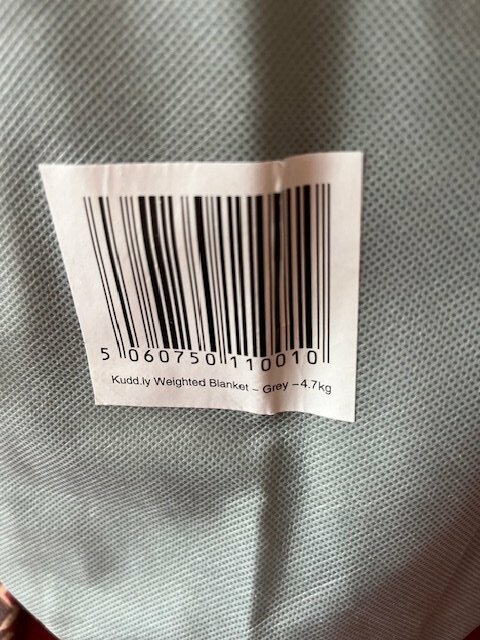 5 060750 110010
Kudd.ly Weighted Blanket – Grey –4.7kg